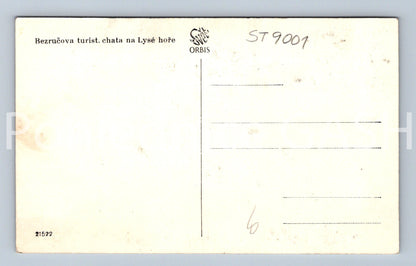 Bezručova turist. chata na Lysé hoře
ORBIS
ST9001
21522
6